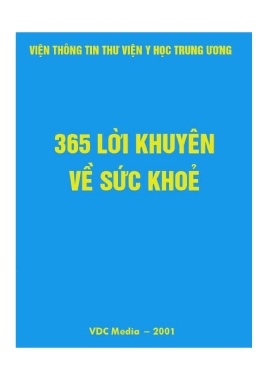 VIỆN THÔNG TIN THƯ VIỆN Y HỌC TRUNG ƯƠNG
365 LỜI KHUYÊN
VỀ SỨC KHOẺ
VDC Media – 2001